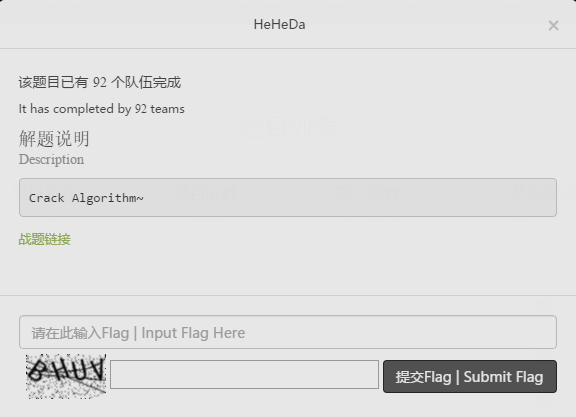 HeHeDa
×
该题目已有 92 个队伍完成
It has completed by 92 teams
解题说明
Description
Crack Algorithm~
战题链接
请在此输入Flag | Input Flag Here
提交Flag | Submit Flag